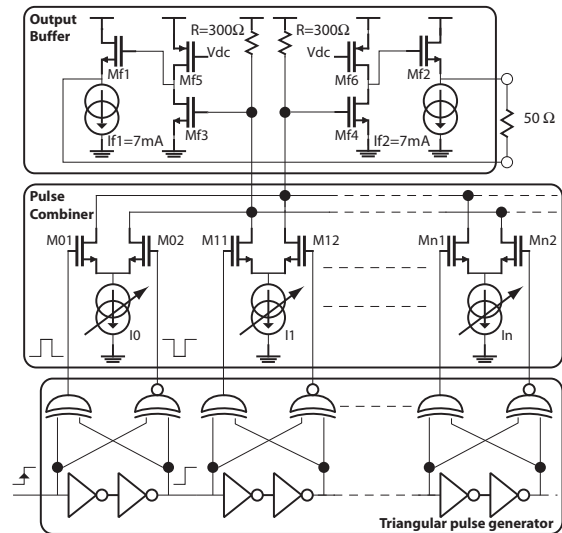 Output
Buffer
R=300Ω
R=300Ω
Mf1
Vdc
Mf5
Vdc
Mf6
Mf2
Mf3
Mf4
50 Ω
If1=7mA
If2=7mA
Pulse
Combiner
M01
M02
M11
M12
Mn1
Mn2
I0
I1
In
Triangular pulse generator